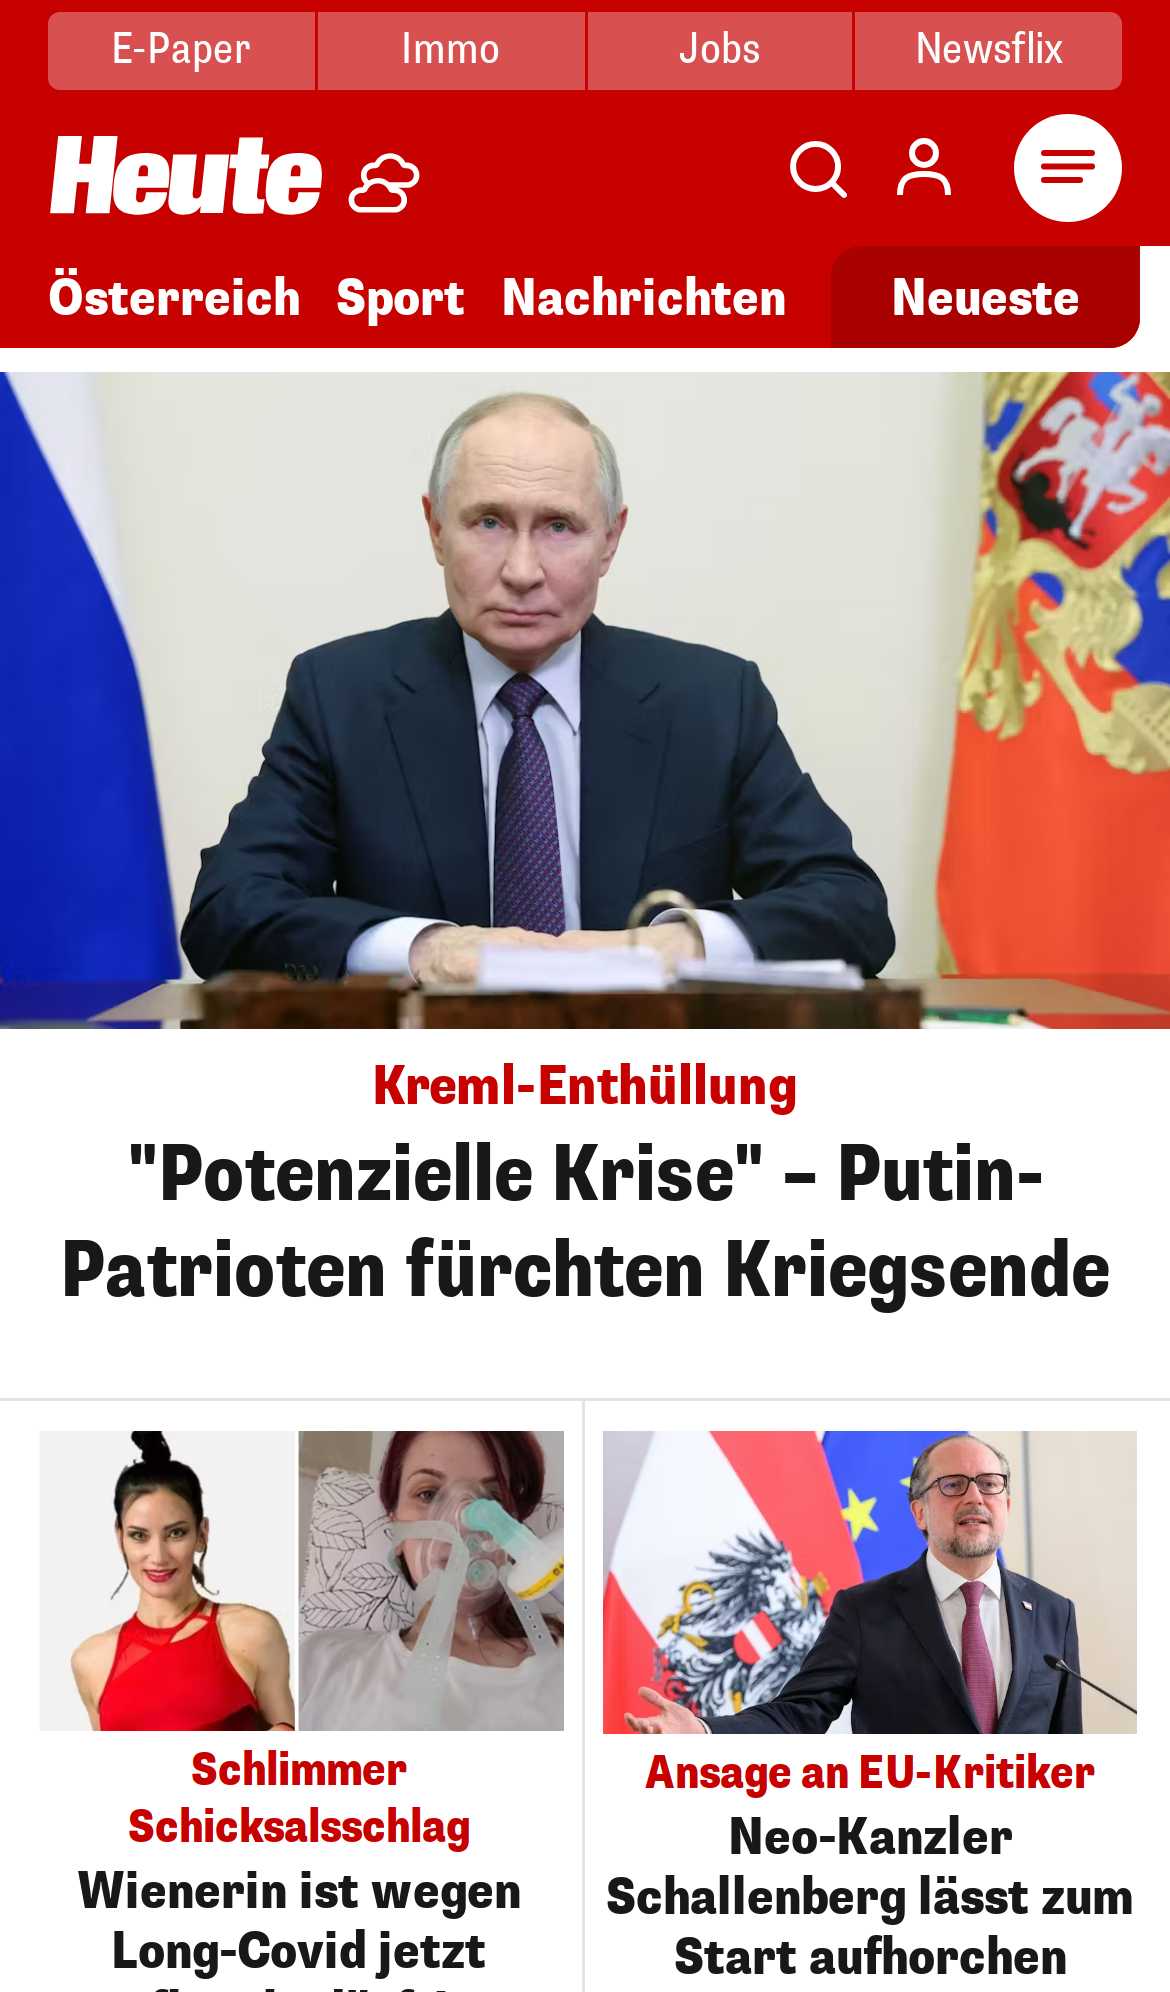 E-Paper
Immo
Jobs
Newsflix
Heute
Österreich
Sport
Nachrichten
Neueste
Kreml-Enthüllung
"Potenzielle Krise" – Putin-
Patrioten fürchten Kriegsende
Schlimmer
Schicksalsschlag
Wienerin ist wegen
Long-Covid jetzt
Ansage an EU-Kritiker
Neo-Kanzler
Schallenberg lässt zum
Start aufhorchen